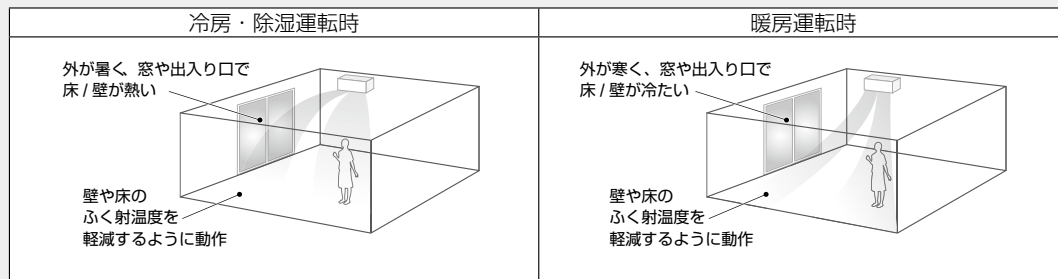 冷房・除湿運転時
外が暑く、窓や出入り口で
床 / 壁が熱い
壁や床の
ふく射温度を
軽減するように動作
暖房運転時
外が寒く、窓や出入り口で
床 / 壁が冷たい
壁や床の
ふく射温度を
軽減するように動作